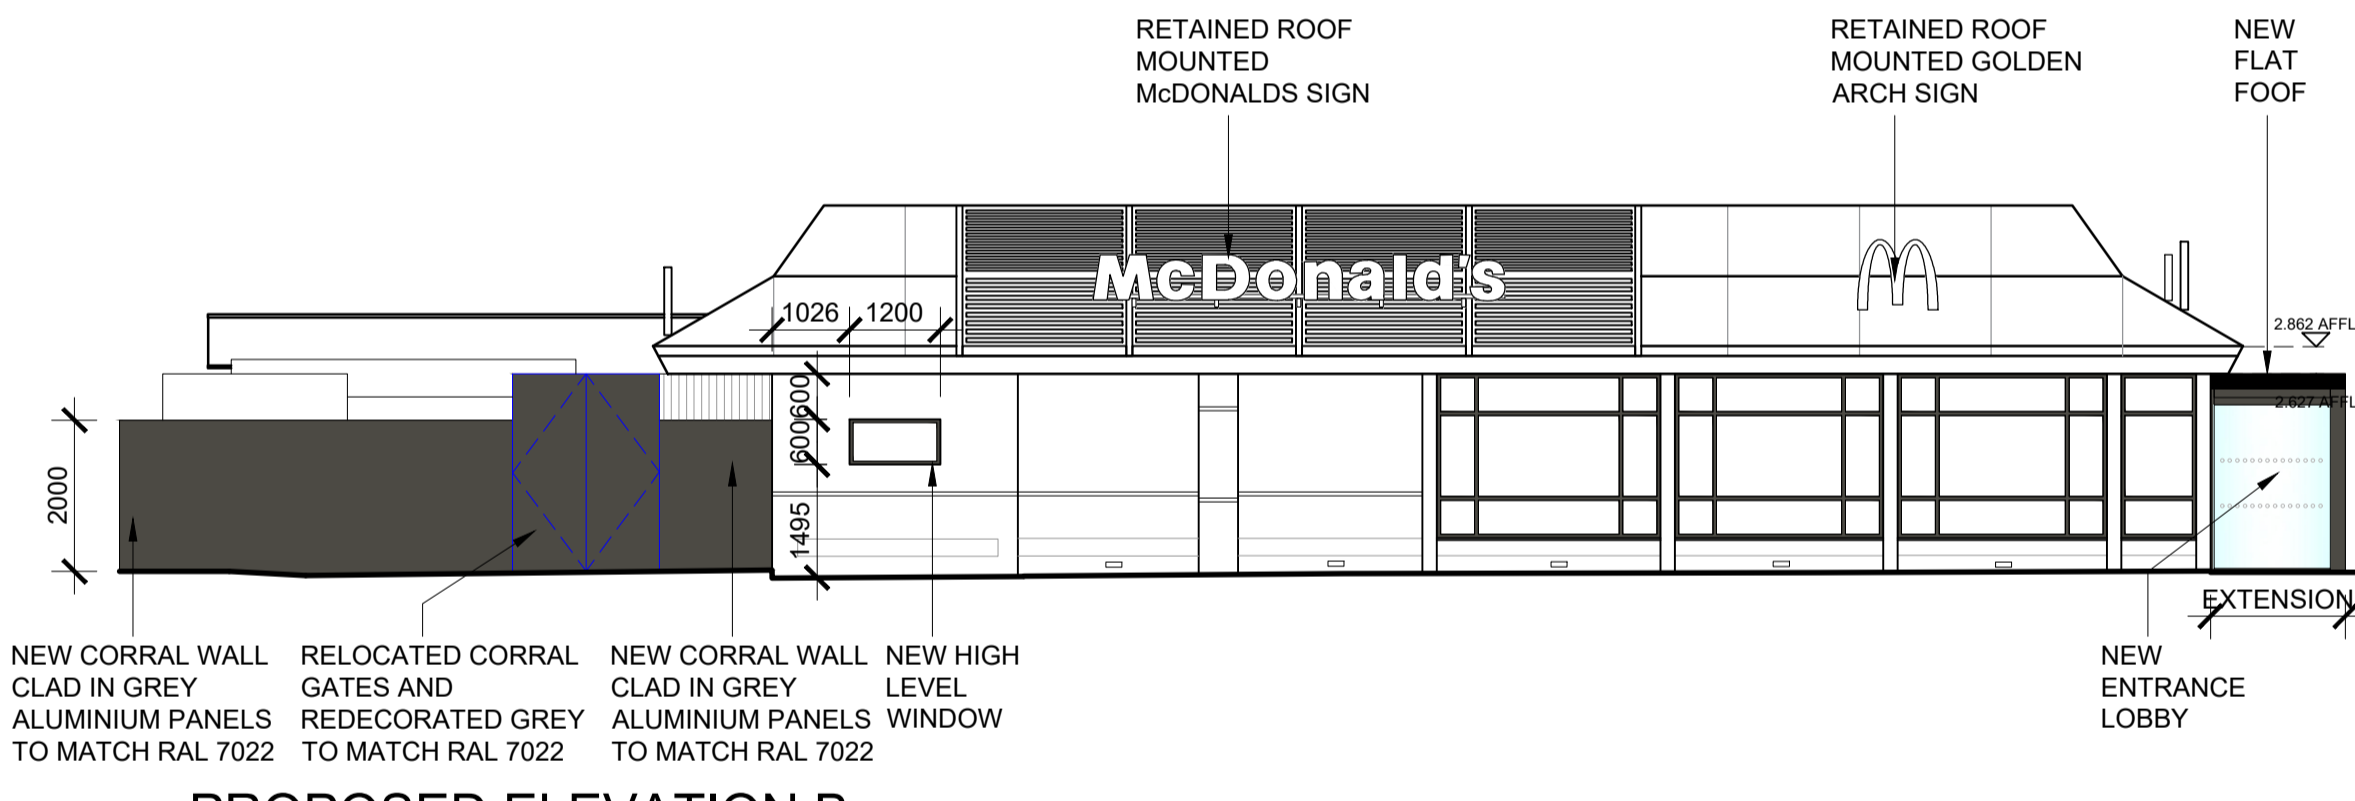 RETAINED ROOF
MOUNTED
McDONALDS SIGN
RETAINED ROOF
MOUNTED GOLDEN
ARCH SIGN
NEW
FLAT
FOOF
McDonald's
1026
1200
2.862 AFFL
600
600
1495
2000
2.627 AFFL
EXTENSION
NEW CORRAL WALL
CLAD IN GREY
ALUMINIUM PANELS
TO MATCH RAL 7022
RELOCATED CORRAL
GATES AND
REDECORATED GREY
TO MATCH RAL 7022
NEW CORRAL WALL
CLAD IN GREY
ALUMINIUM PANELS
TO MATCH RAL 7022
NEW HIGH
LEVEL
WINDOW
NEW
ENTRANCE
LOBBY
PROPOSED ELEVATION B